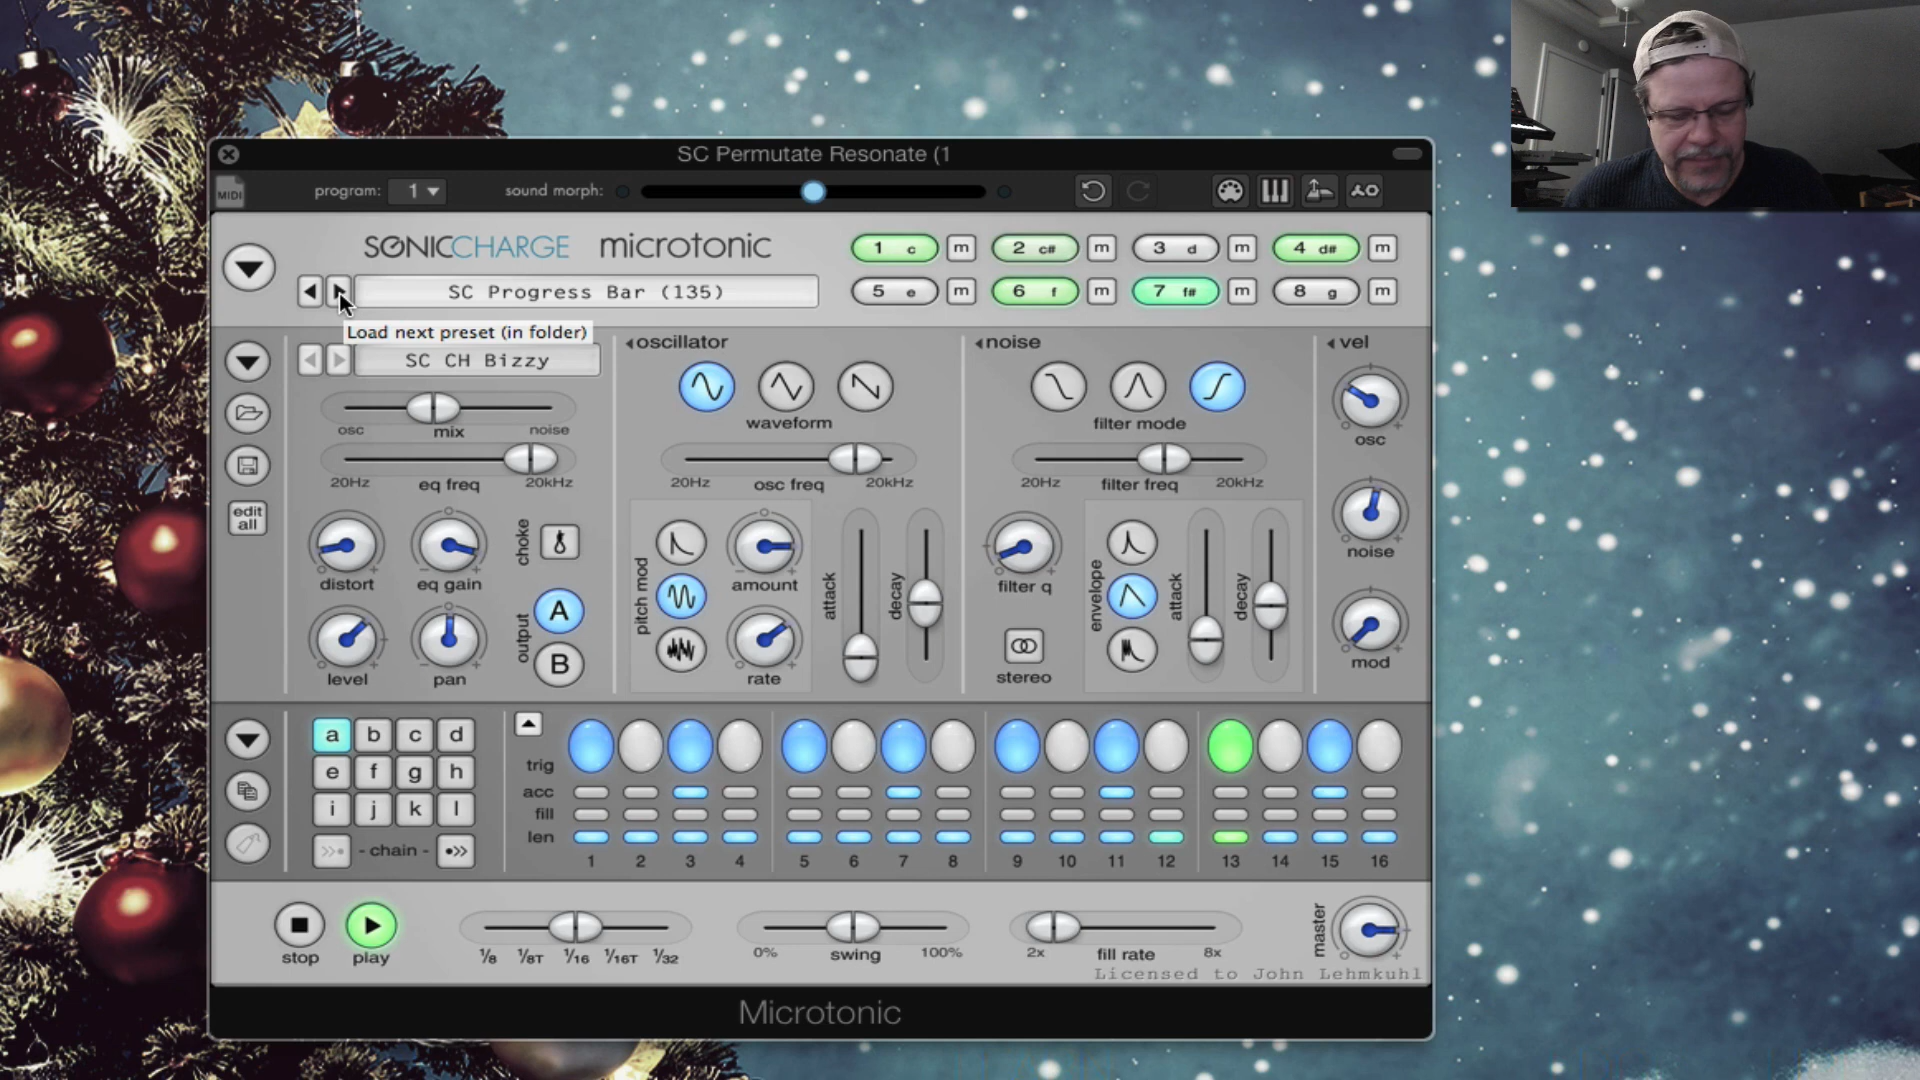 SC Permutate Resonate (1
MIDI
program: 1
sound morph:
SONICCHARGE microtonic
1 c m 2 c# m 3 d m 4 d# m
SC Progress Bar (135)
5 e m 6 f m 7 f# m 8 g m
Load next preset (in folder)
oscillator
noise
vel
SC CH Bizzy
osc mix noise
waveform
filter mode
osc
20Hz eq freq 20kHz
20Hz osc freq 20kHz
20Hz filter freq 20kHz
edit
all
choke
distort eq gain
pitch mod
amount
attack
decay
filter q
envelope
attack
decay
noise
output
A
B
level pan
rate
stereo
mod
a b c d
e f g h
i j k l
- chain -
trig
acc
fill
len
1 2 3 4 5 6 7 8 9 10 11 12 13 14 15 16
stop play
1/8 1/8T 1/16 1/16T 1/32
0% swing 100%
2x fill rate 8x
master
Licensed to John Lehmkuhl
Microtonic